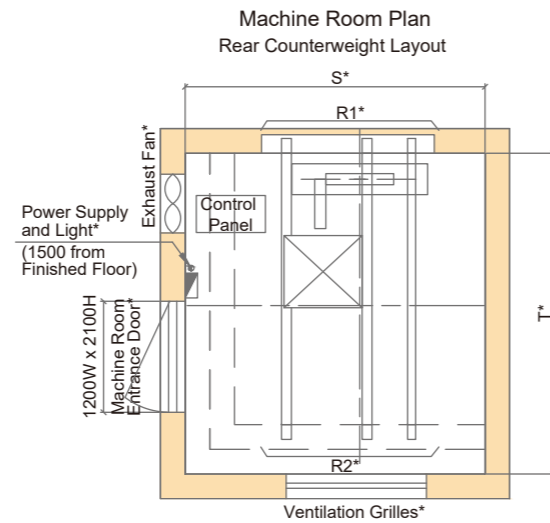 Machine Room Plan
Rear Counterweight Layout
S*
R1*
Exhaust Fan*
Control
Panel
Power Supply
and Light*
(1500 from
Finished Floor)
T*
1200W x 2100H
Machine Room
Entrance Door*
R2*
Ventilation Grilles*